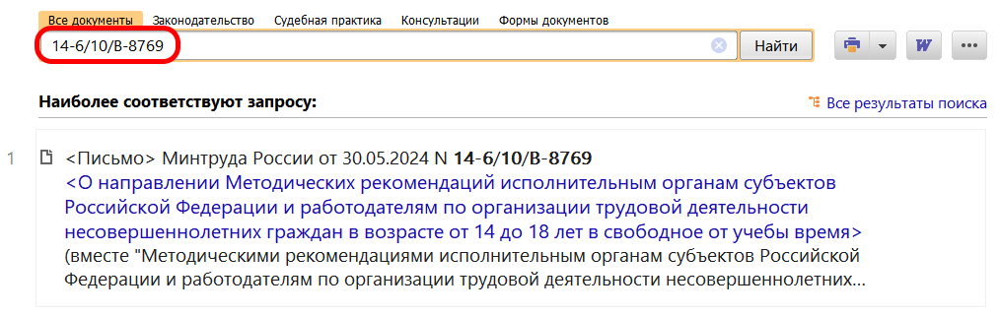 Все документы Законодательство Судебная практика Консультации Формы документов
14-6/10/В-8769 Найти W
Наиболее соответствуют запросу: Все результаты поиска
1 <Письмо> Минтруда России от 30.05.2024 N 14-6/10/В-8769
<О направлении Методических рекомендаций исполнительным органам субъектов
Российской Федерации и работодателям по организации трудовой деятельности
несовершеннолетних граждан в возрасте от 14 до 18 лет в свободное от учебы время>
(вместе "Методическими рекомендациями исполнительным органам субъектов Российской
Федерации и работодателям по организации трудовой деятельности несовершеннолетних...